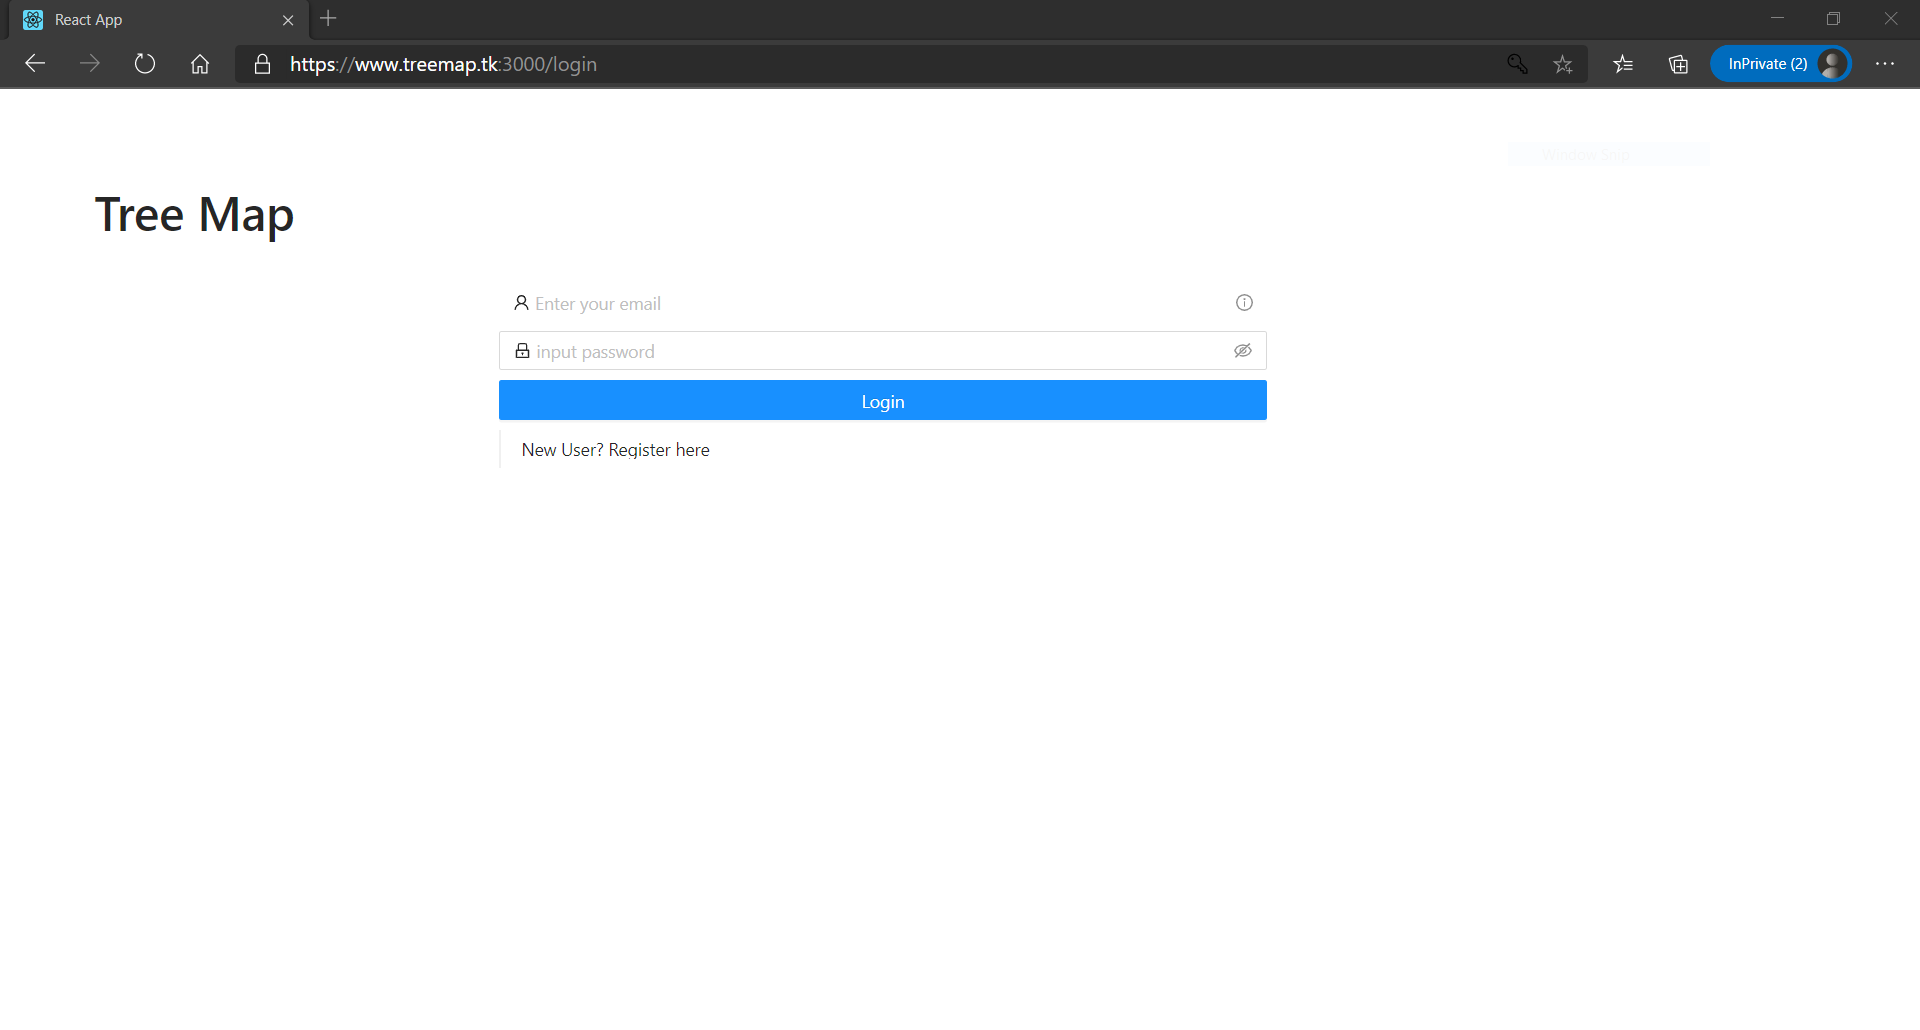 React App
https://www.treemap.tk:3000/login
InPrivate (2)
Window Snip
Tree Map
Enter your email
input password
Login
New User? Register here